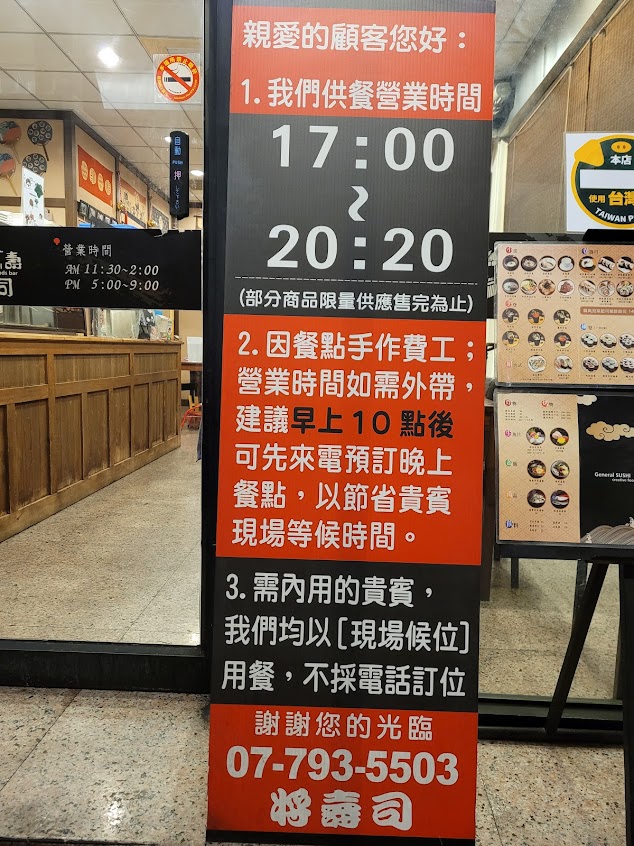 親愛的顧客您好：
1.我們供餐營業時間
17:00
~
20:20
(部分商品限量供應售完為止)
2.因餐點手作費工；
營業時間如需外帶，
建議早上10點後
可先來電預訂晚上
餐點，以節省貴賓
現場等候時間。
3.需內用的貴賓，
我們均以[現場候位]
用餐，不採電話訂位
謝謝您的光臨
07-793-5503
将壽司
自動
PUSH
押
營業時間
AM 11:30~2:00
PM 5:00~9:00
壽
司
本店
使用台灣
TAIWAN P
General SUSHI